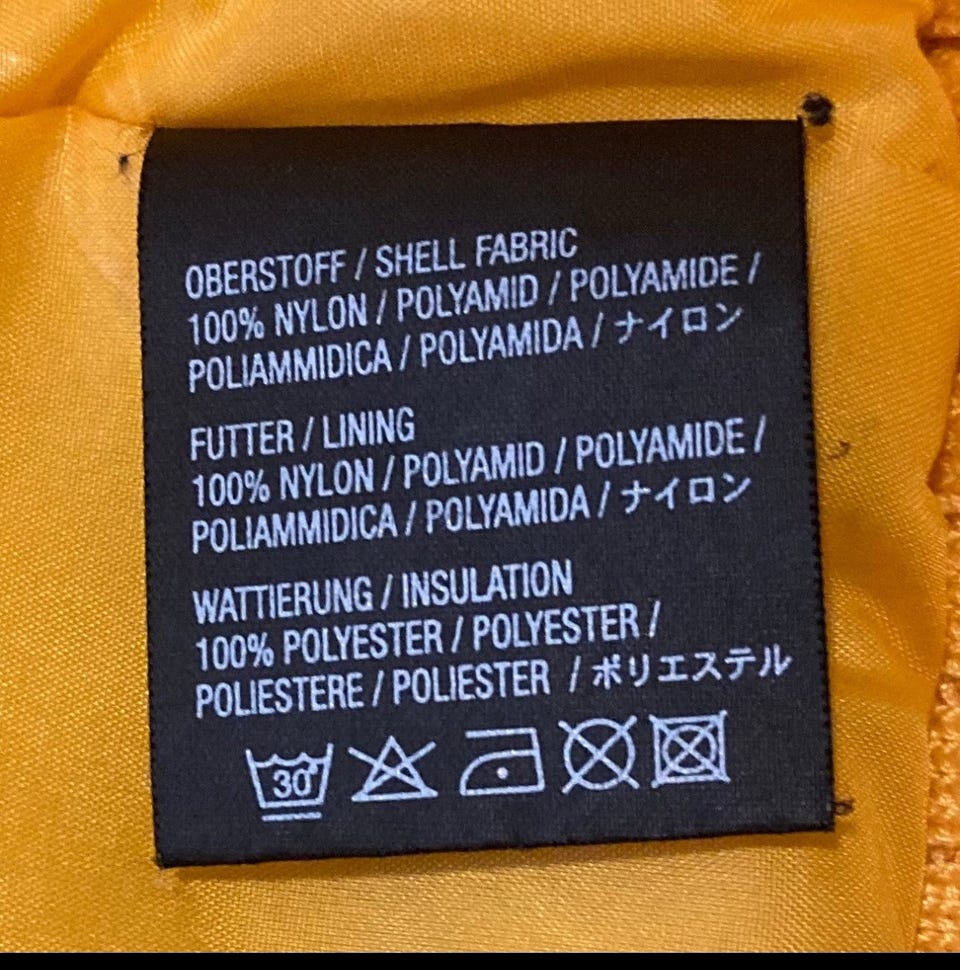 OBERSTOFF / SHELL FABRIC
100% NYLON / POLYAMID / POLYAMIDE /
POLIAMMIDICA / POLYAMIDA / ナイロン
FUTTER / LINING
100% NYLON / POLYAMID / POLYAMIDE /
POLIAMMIDICA / POLYAMIDA / ナイロン
WATTIERUNG / INSULATION
100% POLYESTER / POLYESTER /
POLIESTERE / POLIESTER / ポリエステル
30°